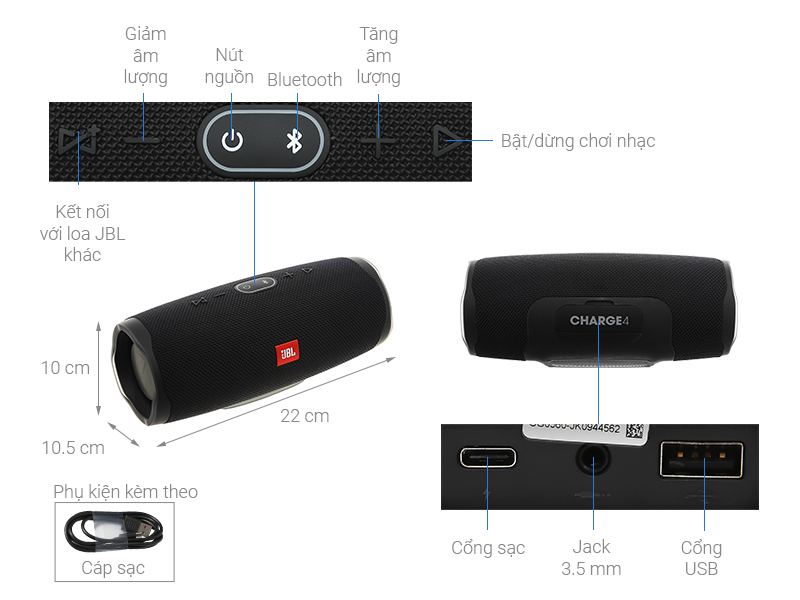 Giảm
âm
lượng
Nút
nguồn
Bluetooth
Tăng
âm
lượng
Bật/dừng chơi nhạc
Kết nối
với loa JBL
khác
JBL
10 cm
10.5 cm
22 cm
CHARGE4
JK0944562
Cổng sạc
Jack
3.5 mm
Cổng
USB
Phụ kiện kèm theo
Cáp sạc